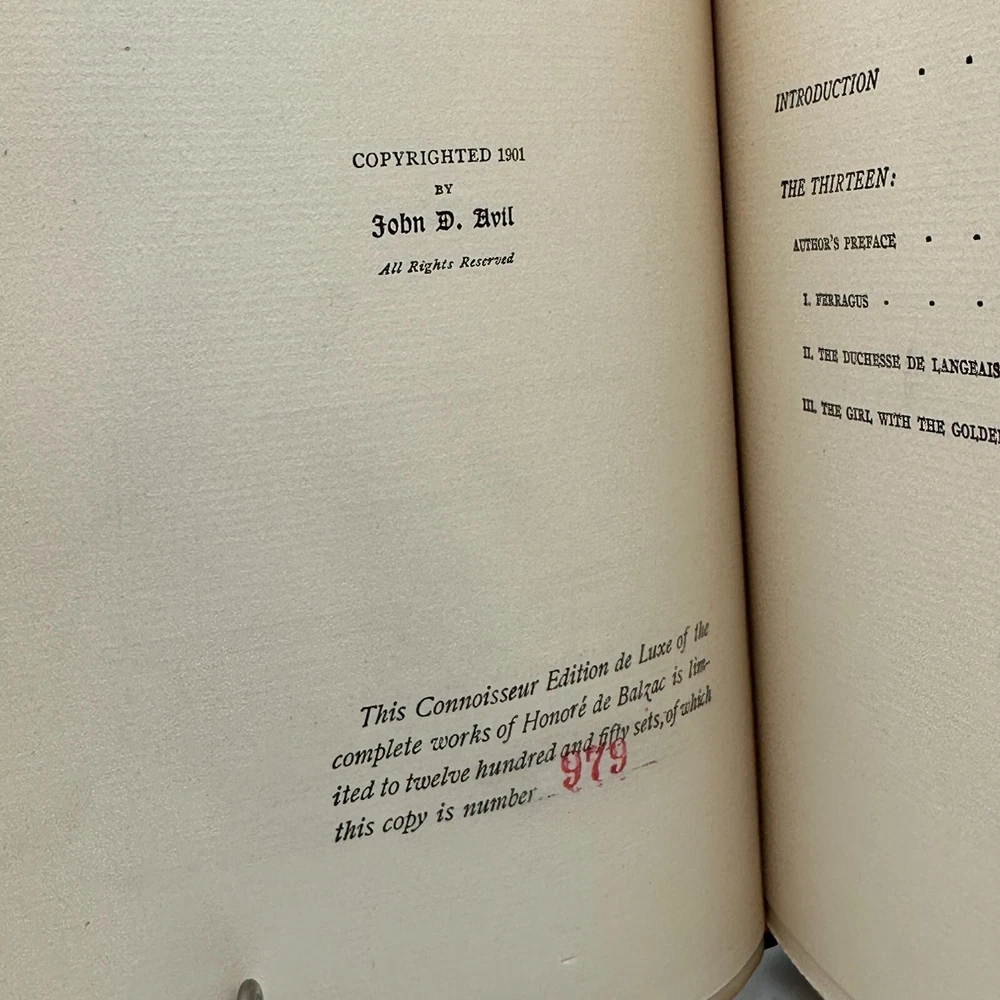 COPYRIGHTED 1901
BY
John D. Avil
All Rights Reserved
This Connoisseur Edition de Luxe of the
complete works of Honoré de Balzac is lim-
ited to twelve hundred and fifty sets, of which
this copy is number 979
INTRODUCTION . .
THE THIRTEEN:
AUTHOR'S PREFACE . .
I. FERRAGUS . . .
II. THE DUCHESSE DE LANGEAIS
III. THE GIRL WITH THE GOLDEN